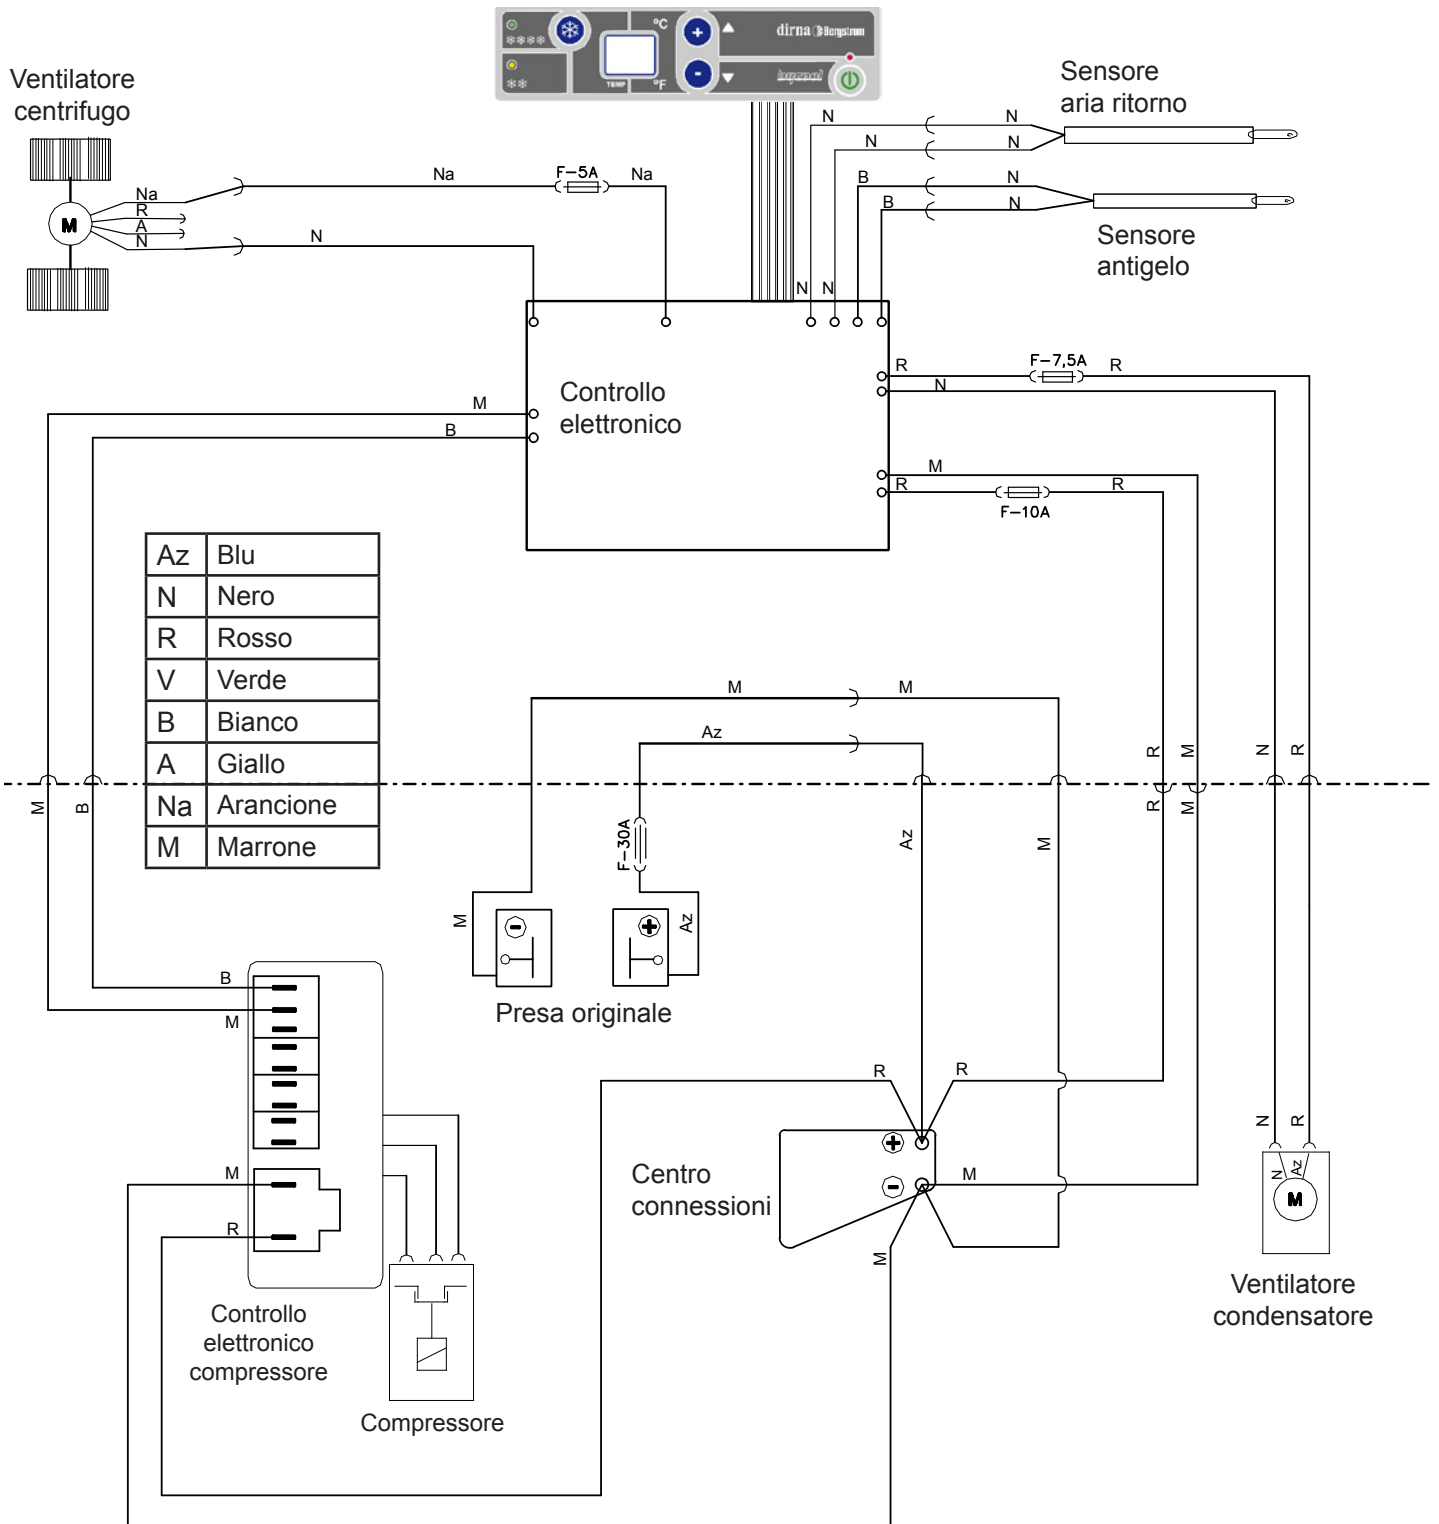 °C
°F
TEMP
dirna Bergstrom
bycool
Ventilatore
centrifugo
Sensore
aria ritorno
N
N
N
N
B
N
B
N
Sensore
antigelo
Na
R
A
N
M
Na
F-5A
Na
N
N
N
Controllo
elettronico
R
F-7,5A
R
N
M
B
M
R
F-10A
R
Az Blu
N Nero
R Rosso
V Verde
B Bianco
A Giallo
Na Arancione
M Marrone
M
M
Az
R
M
N
R
M
B
R
M
F-30A
Az
M
M
Az
Presa originale
B
M
R
R
M
R
Centro
connessioni
M
M
N
R
N
Az
M
Ventilatore
condensatore
Controllo
elettronico
compressore
Compressore